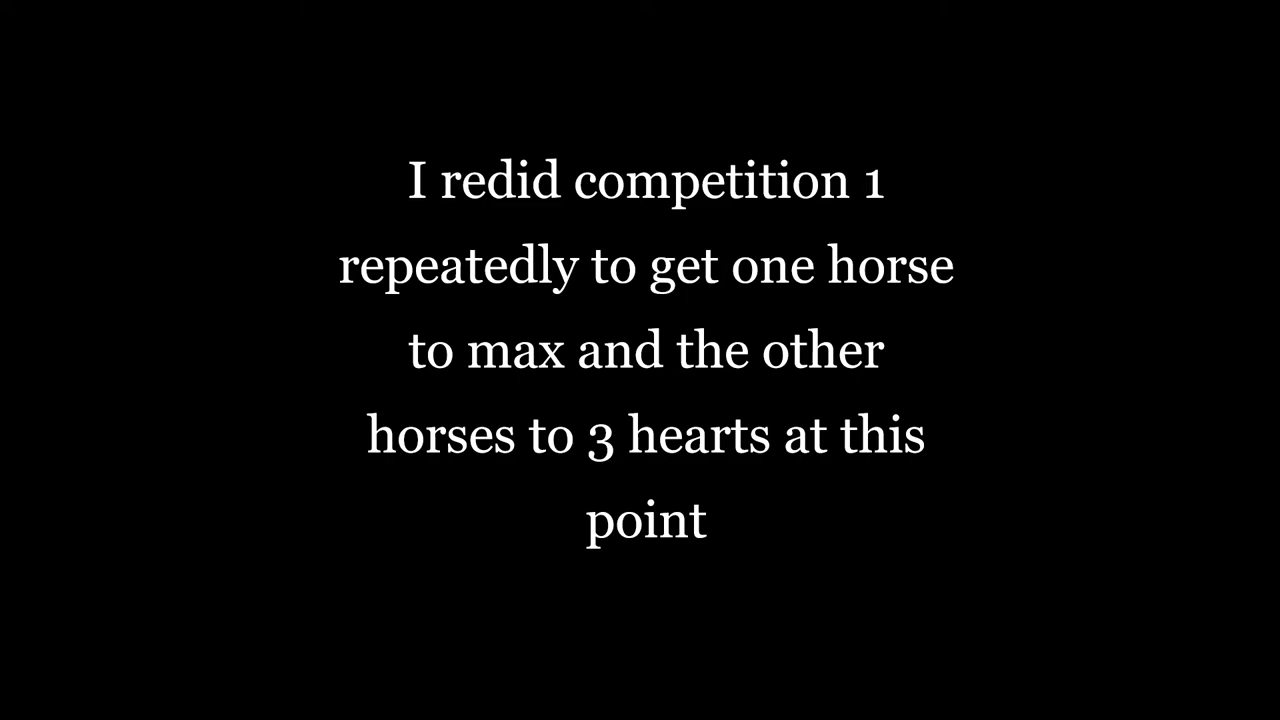 I redid competition 1
repeatedly to get one horse
to max and the other
horses to 3 hearts at this
point